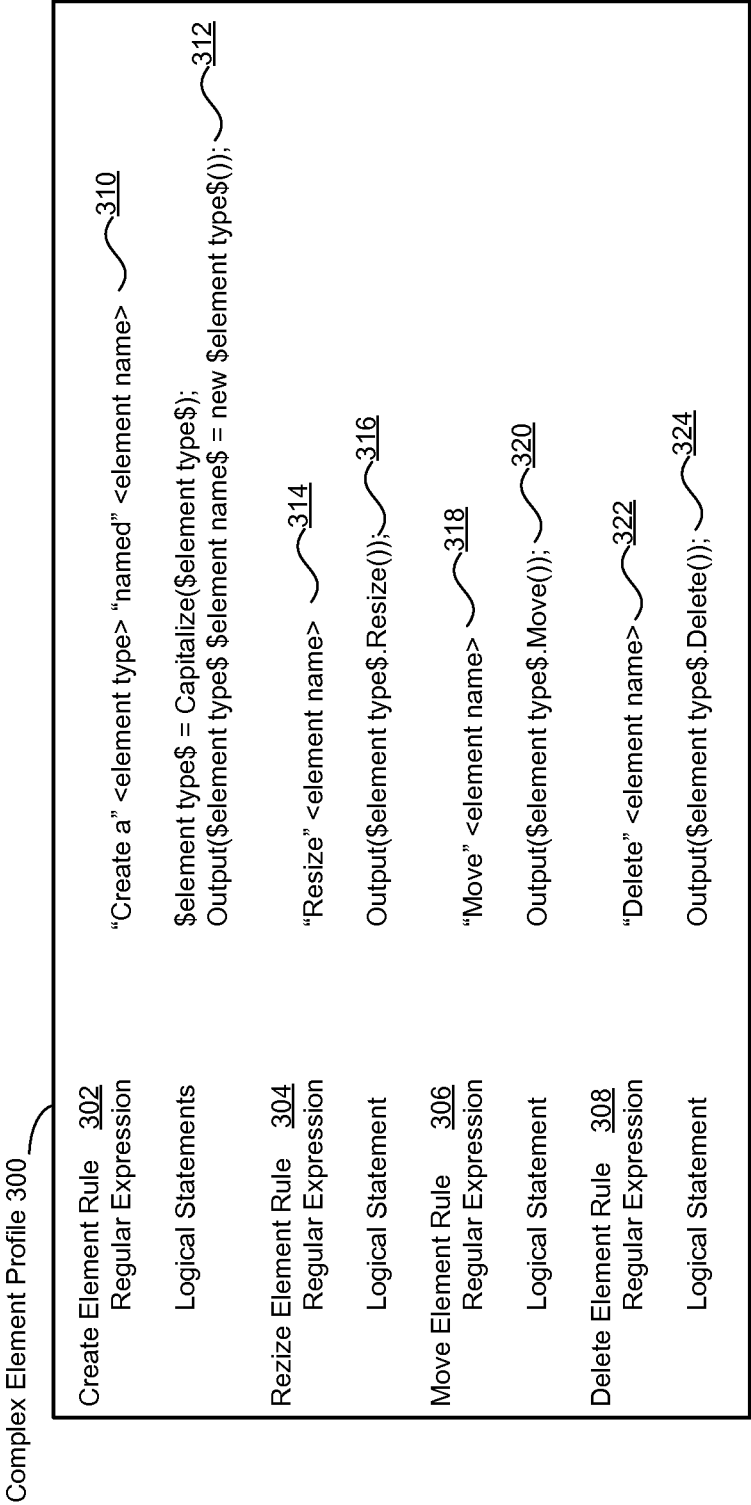 Complex Element Profile 300
Create Element Rule 302
Regular Expression “Create a” <element type> “named” <element name> 310
Logical Statements $element type$ = Capitalize($element type$);
Output($element type$ $element name$ = new $element type$()); 312
Rezize Element Rule 304
Regular Expression “Resize” <element name> 314
Logical Statement Output($element type$.Resize()); 316
Move Element Rule 306
Regular Expression “Move” <element name> 318
Logical Statement Output($element type$.Move()); 320
Delete Element Rule 308
Regular Expression “Delete” <element name> 322
Logical Statement Output($element type$.Delete()); 324